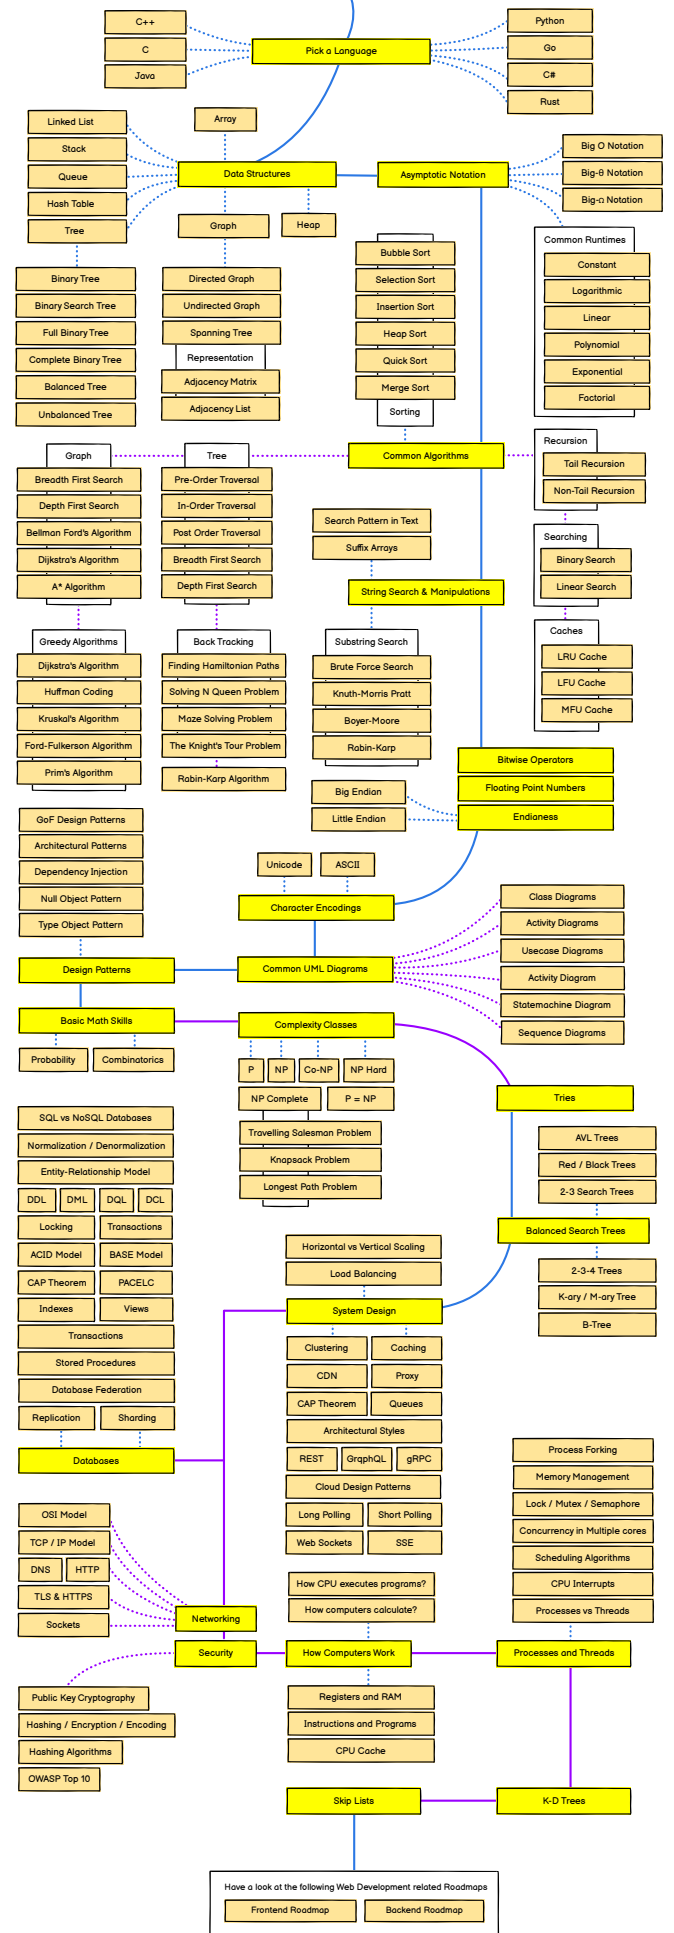 C++
C
Java
Pick a Language
Python
Go
C#
Rust
Linked List
Stack
Queue
Hash Table
Tree
Array
Data Structures
Graph
Heap
Asymptotic Notation
Big O Notation
Big-θ Notation
Big-Ω Notation
Common Runtimes
Constant
Logarithmic
Linear
Polynomial
Exponential
Factorial
Binary Tree
Binary Search Tree
Full Binary Tree
Complete Binary Tree
Balanced Tree
Unbalanced Tree
Directed Graph
Undirected Graph
Spanning Tree
Representation
Adjacency Matrix
Adjacency List
Bubble Sort
Selection Sort
Insertion Sort
Heap Sort
Quick Sort
Merge Sort
Sorting
Common Algorithms
Graph
Breadth First Search
Depth First Search
Bellman Ford's Algorithm
Dijkstra's Algorithm
A* Algorithm
Tree
Pre-Order Traversal
In-Order Traversal
Post Order Traversal
Breadth First Search
Depth First Search
Recursion
Tail Recursion
Non-Tail Recursion
Searching
Binary Search
Linear Search
Caches
LRU Cache
LFU Cache
MFU Cache
Search Pattern in Text
Suffix Arrays
String Search & Manipulations
Substring Search
Brute Force Search
Knuth-Morris Pratt
Boyer-Moore
Rabin-Karp
Greedy Algorithms
Dijkstra's Algorithm
Huffman Coding
Kruskal's Algorithm
Ford-Fulkerson Algorithm
Prim's Algorithm
Back Tracking
Finding Hamiltonian Paths
Solving N Queen Problem
Maze Solving Problem
The Knight's Tour Problem
Rabin-Karp Algorithm
Bitwise Operators
Floating Point Numbers
Endianess
Big Endian
Little Endian
Unicode
ASCII
Character Encodings
GoF Design Patterns
Architectural Patterns
Dependency Injection
Null Object Pattern
Type Object Pattern
Design Patterns
Common UML Diagrams
Class Diagrams
Activity Diagrams
Usecase Diagrams
Activity Diagram
Statemachine Diagram
Sequence Diagrams
Basic Math Skills
Probability
Combinatorics
Complexity Classes
P
NP
Co-NP
NP Hard
NP Complete
P = NP
Travelling Salesman Problem
Knapsack Problem
Longest Path Problem
Tries
AVL Trees
Red / Black Trees
2-3 Search Trees
Balanced Search Trees
2-3-4 Trees
K-ary / M-ary Tree
B-Tree
SQL vs NoSQL Databases
Normalization / Denormalization
Entity-Relationship Model
DDL
DML
DQL
DCL
Locking
Transactions
ACID Model
BASE Model
CAP Theorem
PACELC
Indexes
Views
Transactions
Stored Procedures
Database Federation
Replication
Sharding
Databases
Horizontal vs Vertical Scaling
Load Balancing
System Design
Clustering
Caching
CDN
Proxy
CAP Theorem
Queues
Architectural Styles
REST
GrqphQL
gRPC
Cloud Design Patterns
Long Polling
Short Polling
Web Sockets
SSE
OSI Model
TCP / IP Model
DNS
HTTP
TLS & HTTPS
Sockets
Networking
Security
Public Key Cryptography
Hashing / Encryption / Encoding
Hashing Algorithms
OWASP Top 10
How CPU executes programs?
How computers calculate?
How Computers Work
Registers and RAM
Instructions and Programs
CPU Cache
Process Forking
Memory Management
Lock / Mutex / Semaphore
Concurrency in Multiple cores
Scheduling Algorithms
CPU Interrupts
Processes vs Threads
Processes and Threads
Skip Lists
K-D Trees
Have a look at the following Web Development related Roadmaps
Frontend Roadmap
Backend Roadmap